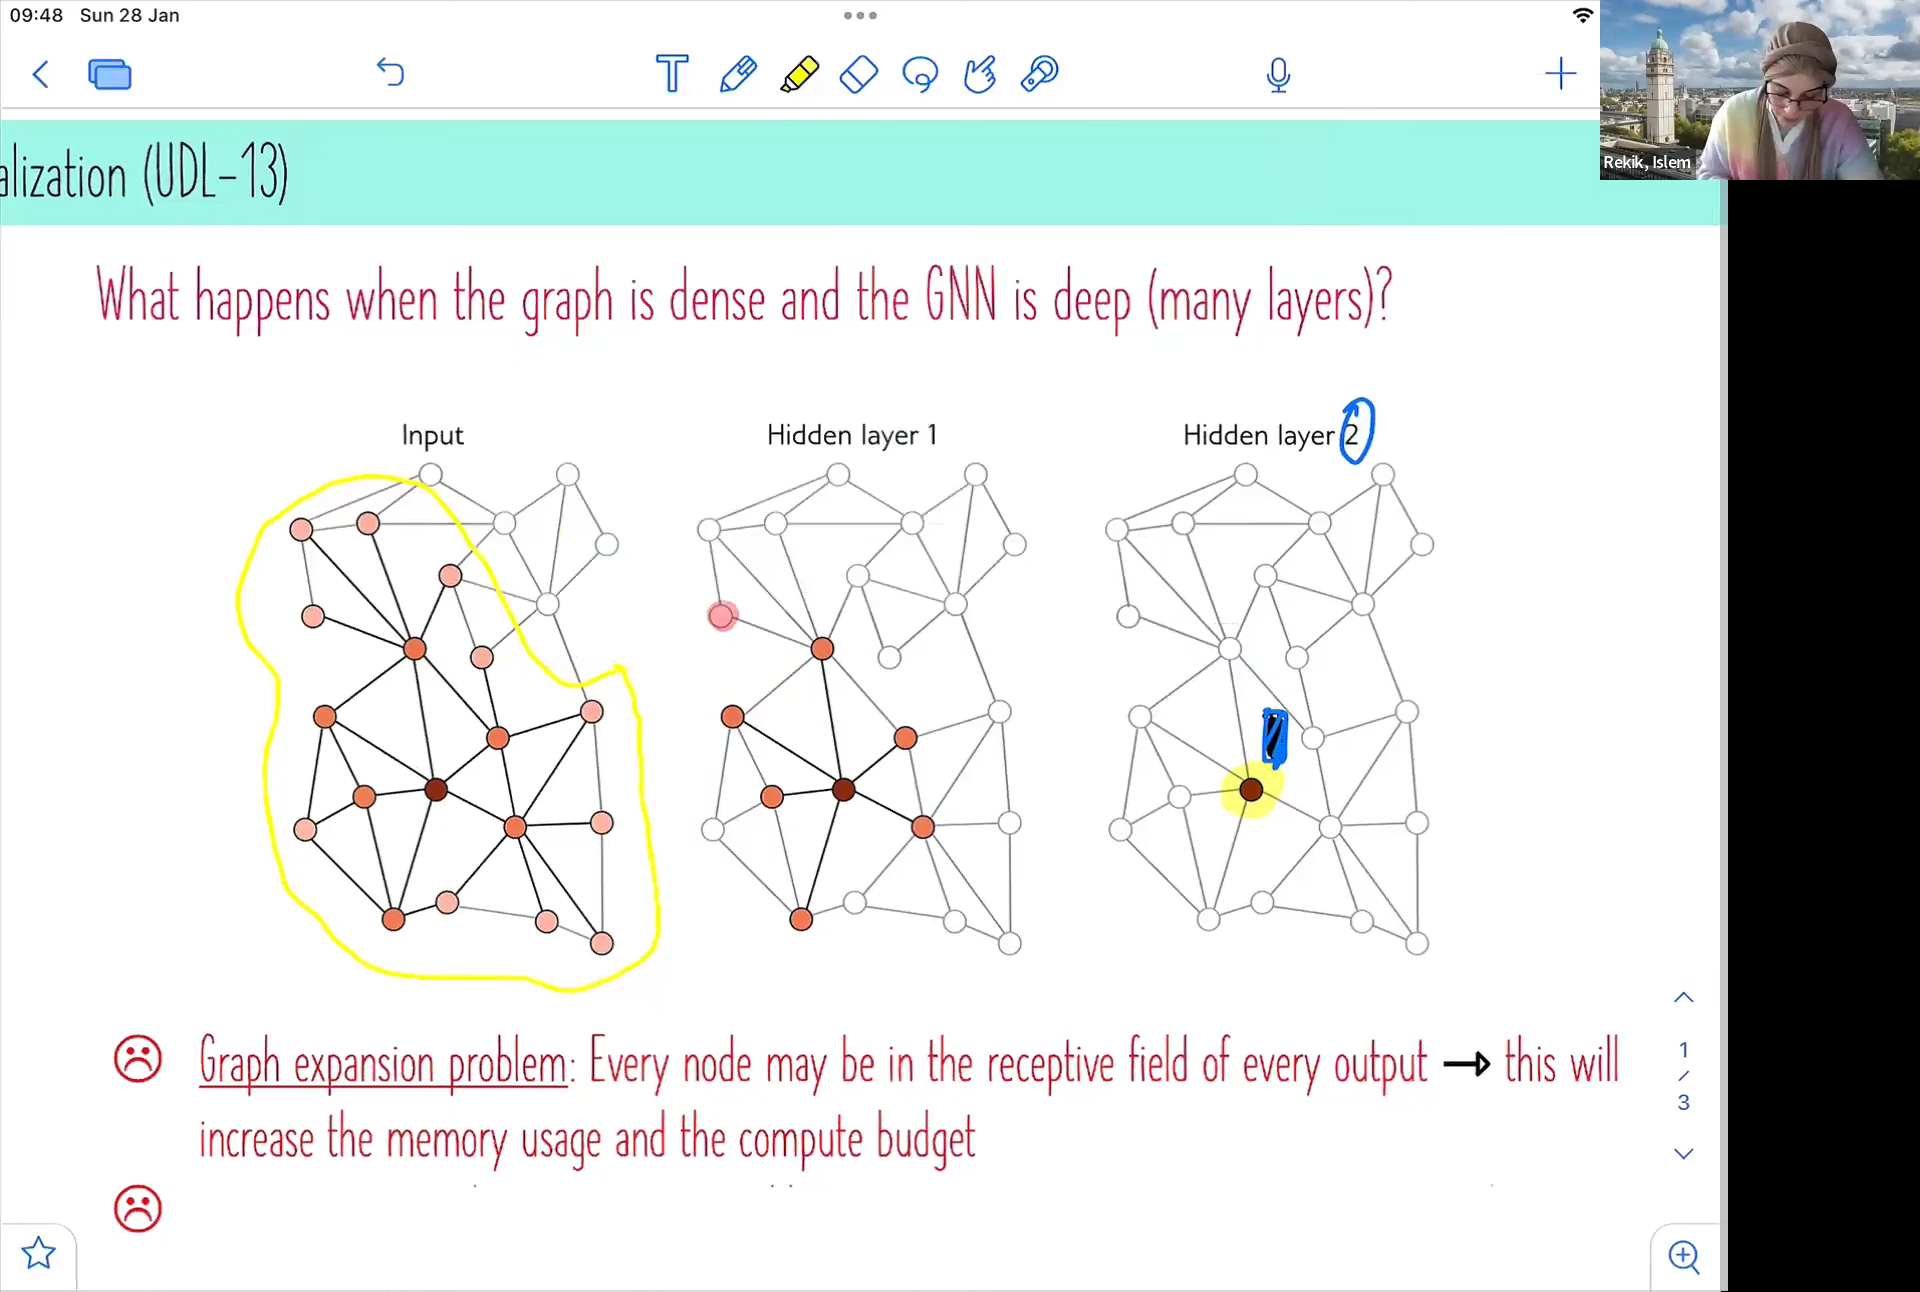 09:48 Sun 28 Jan
Rekik, Islem
alization (UDL-13)
What happens when the graph is dense and the GNN is deep (many layers)?
Input
Hidden layer 1
Hidden layer 2
Graph expansion problem: Every node may be in the receptive field of every output → this will
increase the memory usage and the compute budget
1
/
3